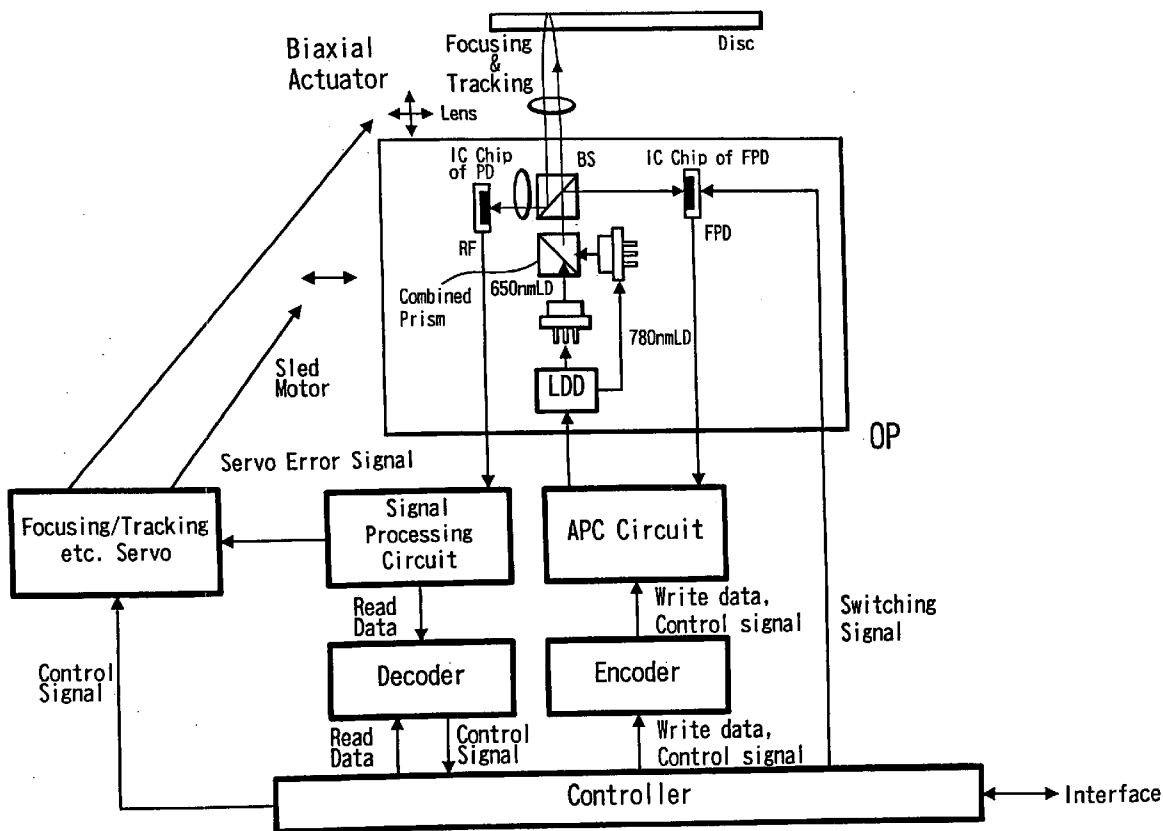 Disc
Focusing
&
Tracking
Biaxial
Actuator
Lens
IC Chip
of PD
BS
IC Chip of FPD
RF
FPD
Combined
Prism
650nmLD
780nmLD
LDD
Sled
Motor
OP
Servo Error Signal
Focusing/Tracking
etc. Servo
Signal
Processing
Circuit
APC Circuit
Read
Data
Write data,
Control signal
Switching
Signal
Control
Signal
Decoder
Encoder
Read
Data
Control
Signal
Write data,
Control signal
Controller
Interface